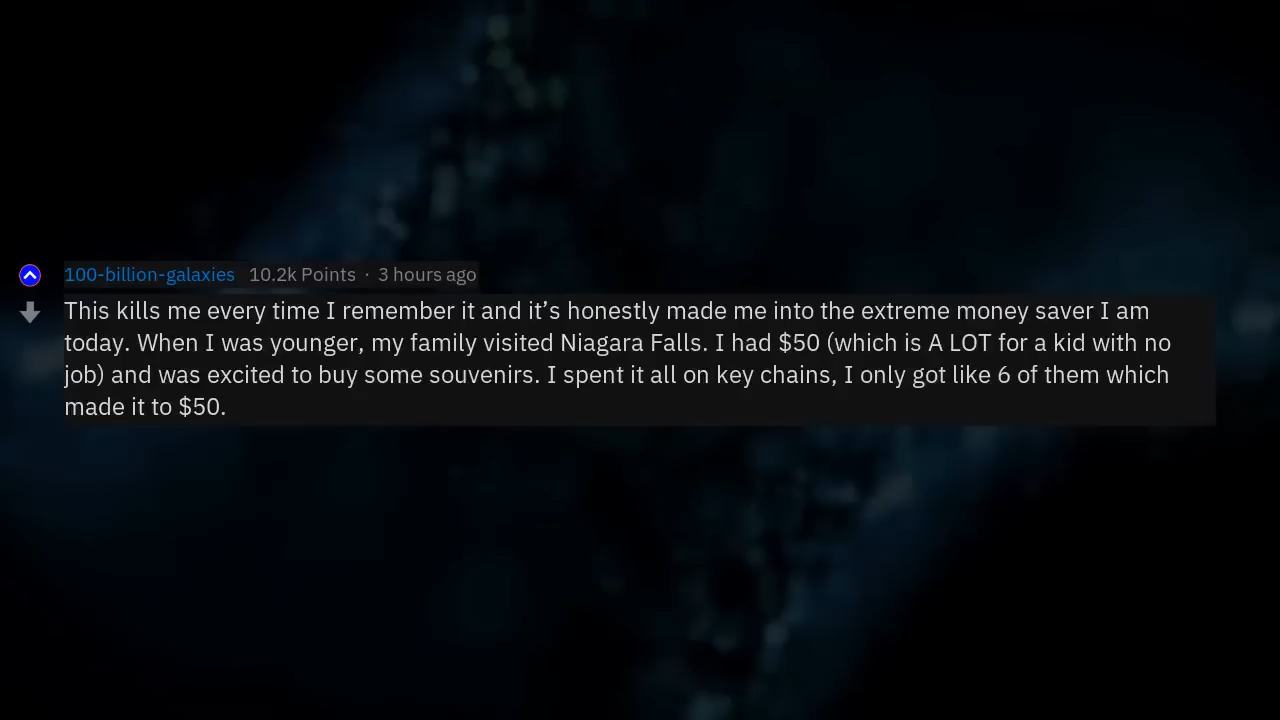 100-billion-galaxies 10.2k Points · 3 hours ago
This kills me every time I remember it and it’s honestly made me into the extreme money saver I am
today. When I was younger, my family visited Niagara Falls. I had $50 (which is A LOT for a kid with no
job) and was excited to buy some souvenirs. I spent it all on key chains, I only got like 6 of them which
made it to $50.